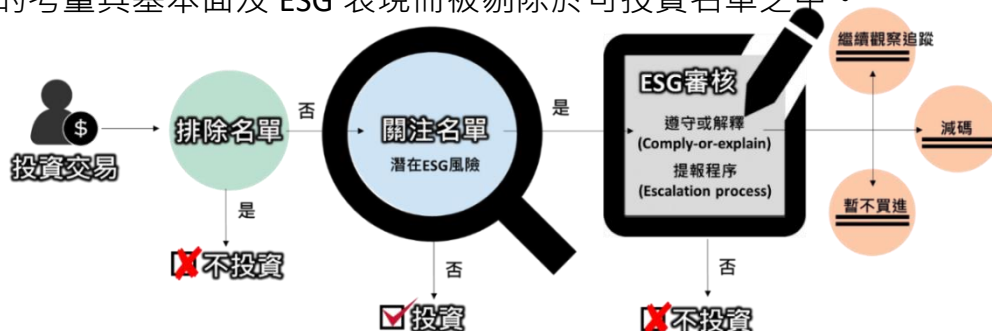 的考量與基本面及 ESG 表現而被剔除於可投資名單之中。
投資交易
$
排除名單
否
是
不投資
關注名單
潛在ESG風險
否
投資
是
ESG審核
遵守或解釋
(Comply-or-explain)
提報程序
(Escalation process)
否
不投資
繼續觀察追蹤
減碼
暫不買進